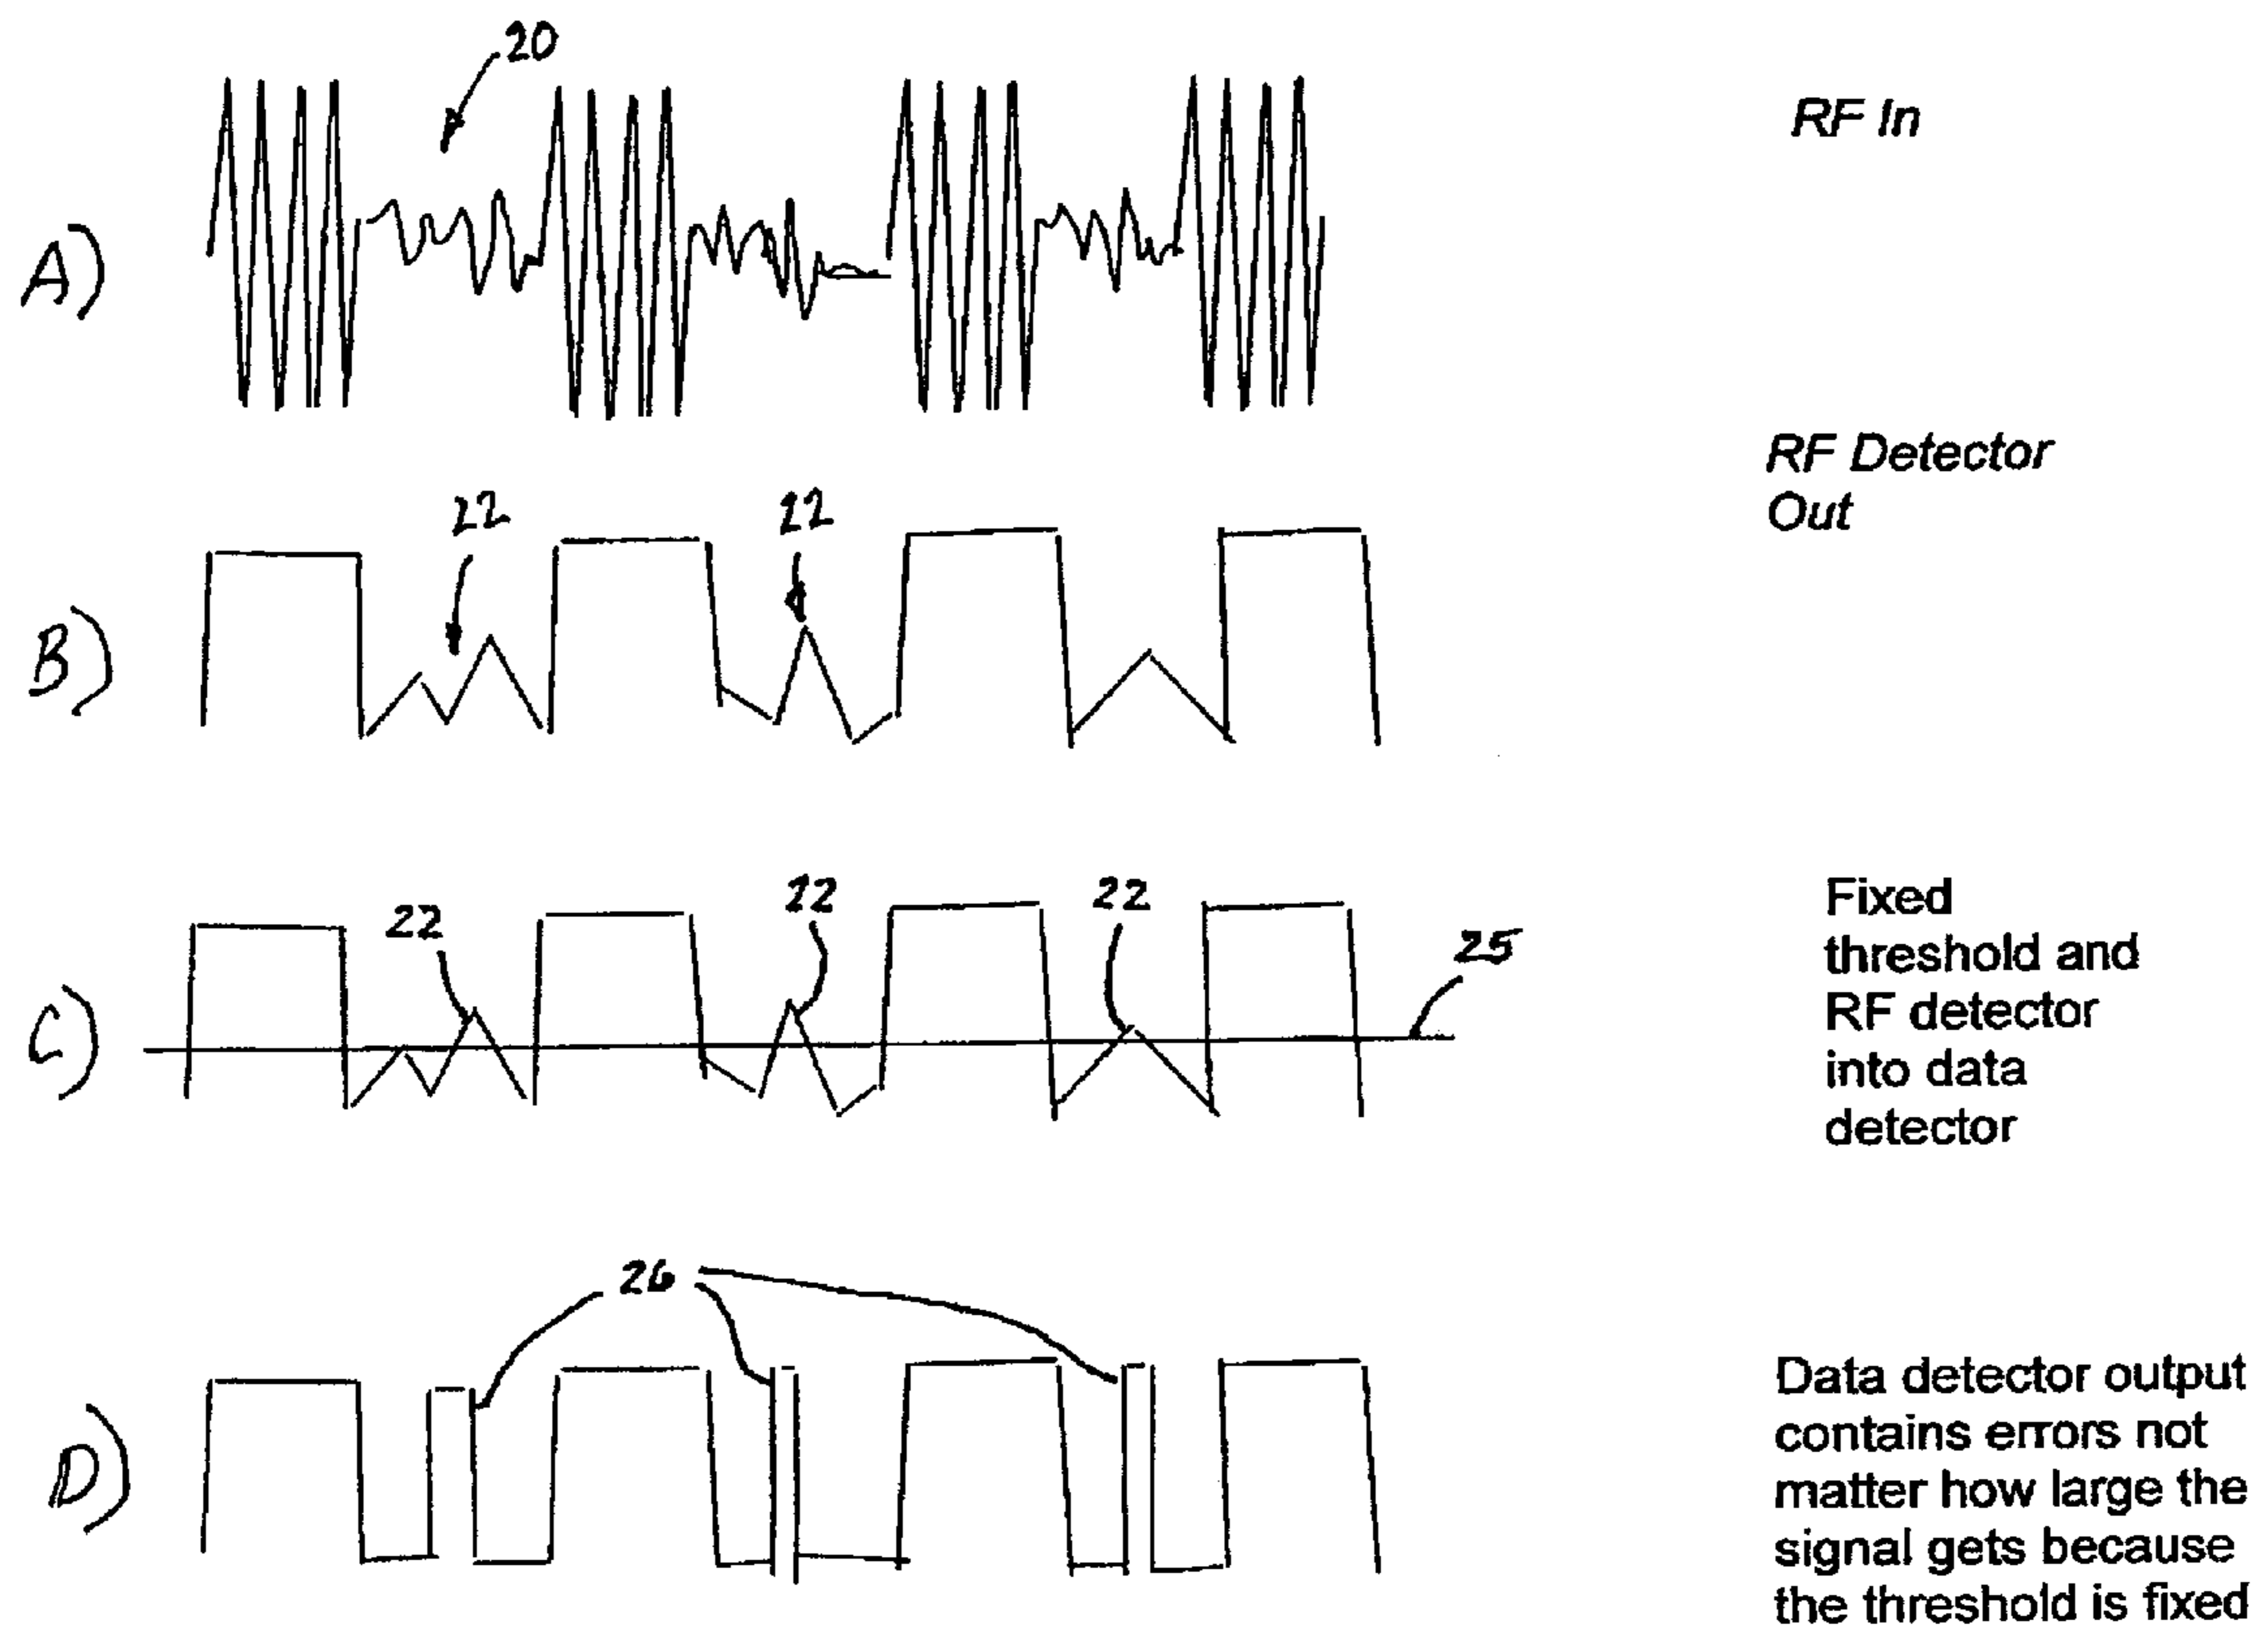 20
RF In
A)
RF Detector
Out
22
22
B)
22
22
22
25
Fixed
threshold and
RF detector
into data
detector
C)
26
Data detector output
contains errors not
matter how large the
signal gets because
the threshold is fixed
D)